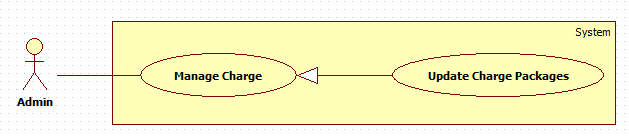 System
Manage Charge
Update Charge Packages
Admin